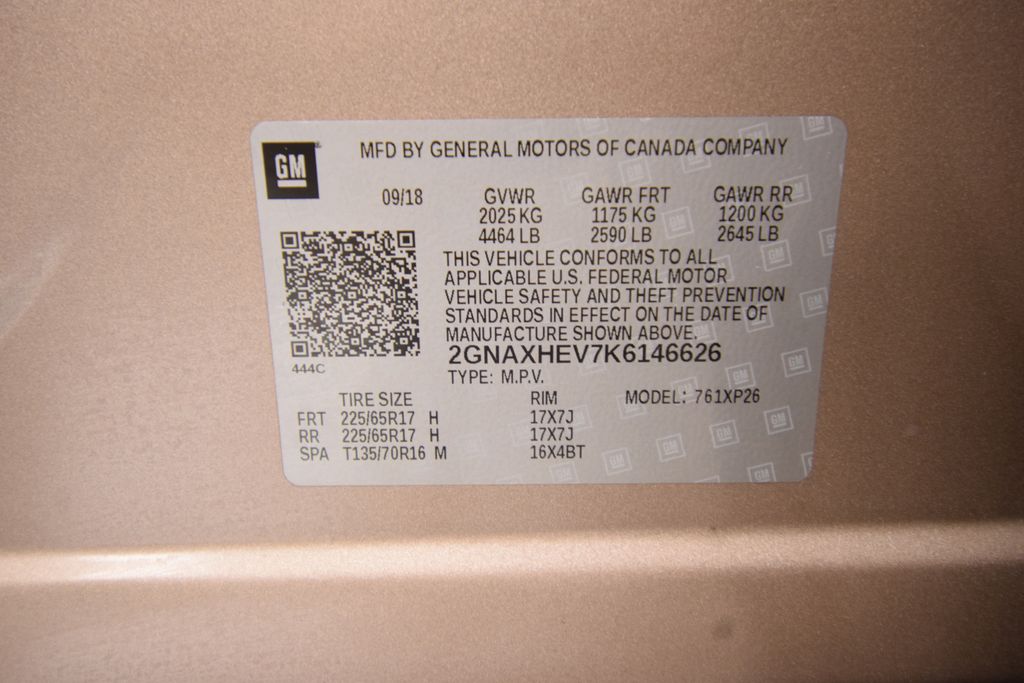 GM
MFD BY GENERAL MOTORS OF CANADA COMPANY
09/18 GVWR GAWR FRT GAWR RR
2025 KG 1175 KG 1200 KG
4464 LB 2590 LB 2645 LB
THIS VEHICLE CONFORMS TO ALL
APPLICABLE U.S. FEDERAL MOTOR
VEHICLE SAFETY AND THEFT PREVENTION
STANDARDS IN EFFECT ON THE DATE OF
MANUFACTURE SHOWN ABOVE.
2GNAXHEV7K6146626
444C
TYPE: M.P.V.
TIRE SIZE RIM MODEL: 761XP26
FRT 225/65R17 H 17X7J
RR 225/65R17 H 17X7J
SPA T135/70R16 M 16X4BT